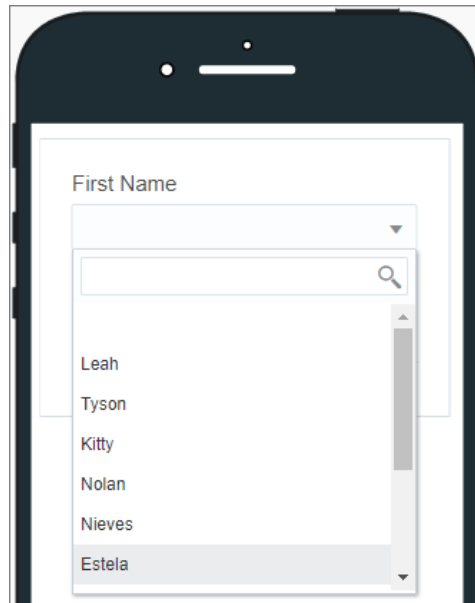 First Name
Leah
Tyson
Kitty
Nolan
Nieves
Estela